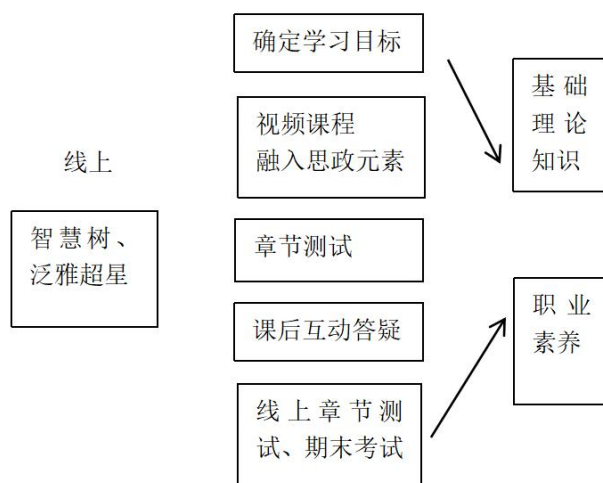 线上
智慧树、
泛雅超星
确定学习目标
视频课程
融入思政元素
章节测试
课后互动答疑
线上章节测
试、期末考试
基础
理论
知识
职业
素养